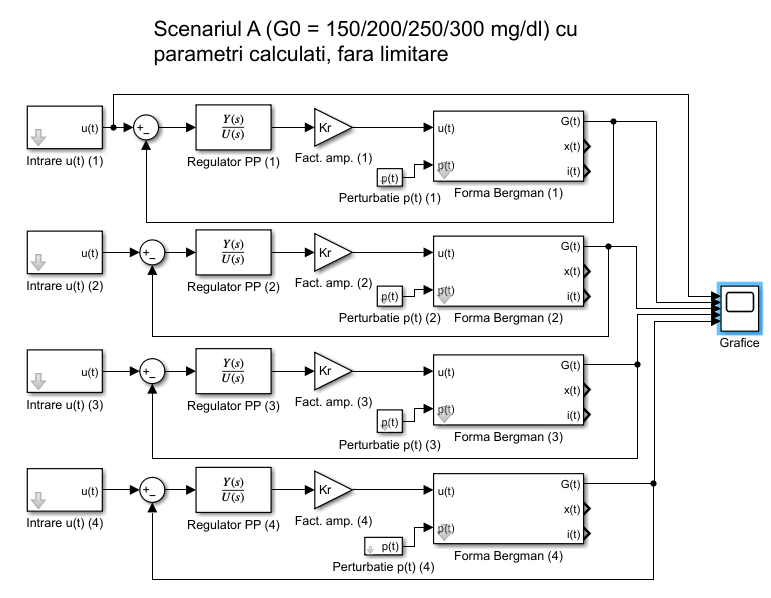 Scenariul A (G0 = 150/200/250/300 mg/dl) cu
parametri calculati, fara limitare
u(t)
Intrare u(t) (1)
+_
Y(s)
U(s)
Regulator PP (1)
Kr
Fact. amp. (1)
p(t)
Perturbatie p(t) (1)
u(t)
p(t)
G(t)
x(t)
i(t)
Forma Bergman (1)
u(t)
Intrare u(t) (2)
+_
Y(s)
U(s)
Regulator PP (2)
Kr
Fact. amp. (2)
p(t)
Perturbatie p(t) (2)
u(t)
p(t)
G(t)
x(t)
i(t)
Forma Bergman (2)
Grafice
u(t)
Intrare u(t) (3)
+_
Y(s)
U(s)
Regulator PP (3)
Kr
Fact. amp. (3)
p(t)
Perturbatie p(t) (3)
u(t)
p(t)
G(t)
x(t)
i(t)
Forma Bergman (3)
u(t)
Intrare u(t) (4)
+_
Y(s)
U(s)
Regulator PP (4)
Kr
Fact. amp. (4)
p(t)
Perturbatie p(t) (4)
u(t)
p(t)
G(t)
x(t)
i(t)
Forma Bergman (4)